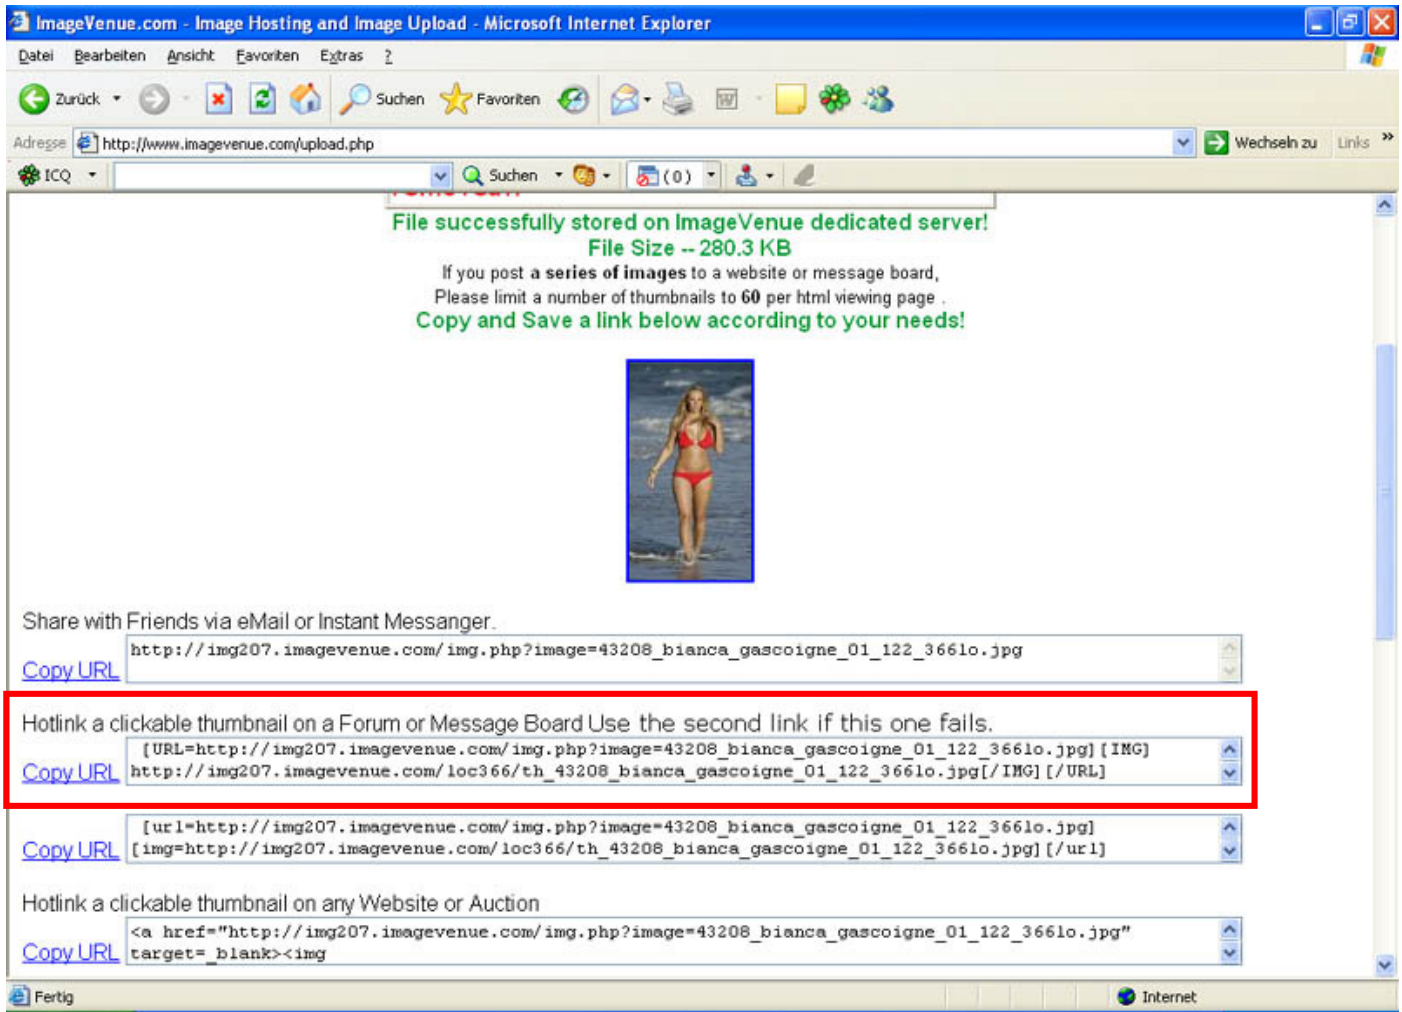 ImageVenue.com - Image Hosting and Image Upload - Microsoft Internet Explorer
Datei Bearbeiten Ansicht Favoriten Extras ?
Zurück Suchen Favoriten
Adresse http://www.imagevenue.com/upload.php Wechseln zu Links »
ICQ Suchen (0)
File successfully stored on ImageVenue dedicated server!
File Size -- 280.3 KB
If you post a series of images to a website or message board,
Please limit a number of thumbnails to 60 per html viewing page .
Copy and Save a link below according to your needs!
Share with Friends via eMail or Instant Messanger.
http://img207.imagevenue.com/img.php?image=43208_bianca_gascoigne_01_122_366lo.jpg
Copy URL
Hotlink a clickable thumbnail on a Forum or Message Board Use the second link if this one fails.
[URL=http://img207.imagevenue.com/img.php?image=43208_bianca_gascoigne_01_122_366lo.jpg][IMG]
Copy URL http://img207.imagevenue.com/loc366/th_43208_bianca_gascoigne_01_122_366lo.jpg[/IMG][/URL]
[url=http://img207.imagevenue.com/img.php?image=43208_bianca_gascoigne_01_122_366lo.jpg]
Copy URL [img=http://img207.imagevenue.com/loc366/th_43208_bianca_gascoigne_01_122_366lo.jpg][/url]
Hotlink a clickable thumbnail on any Website or Auction
<a href="http://img207.imagevenue.com/img.php?image=43208_bianca_gascoigne_01_122_366lo.jpg"
Copy URL target=_blank><img
Fertig Internet